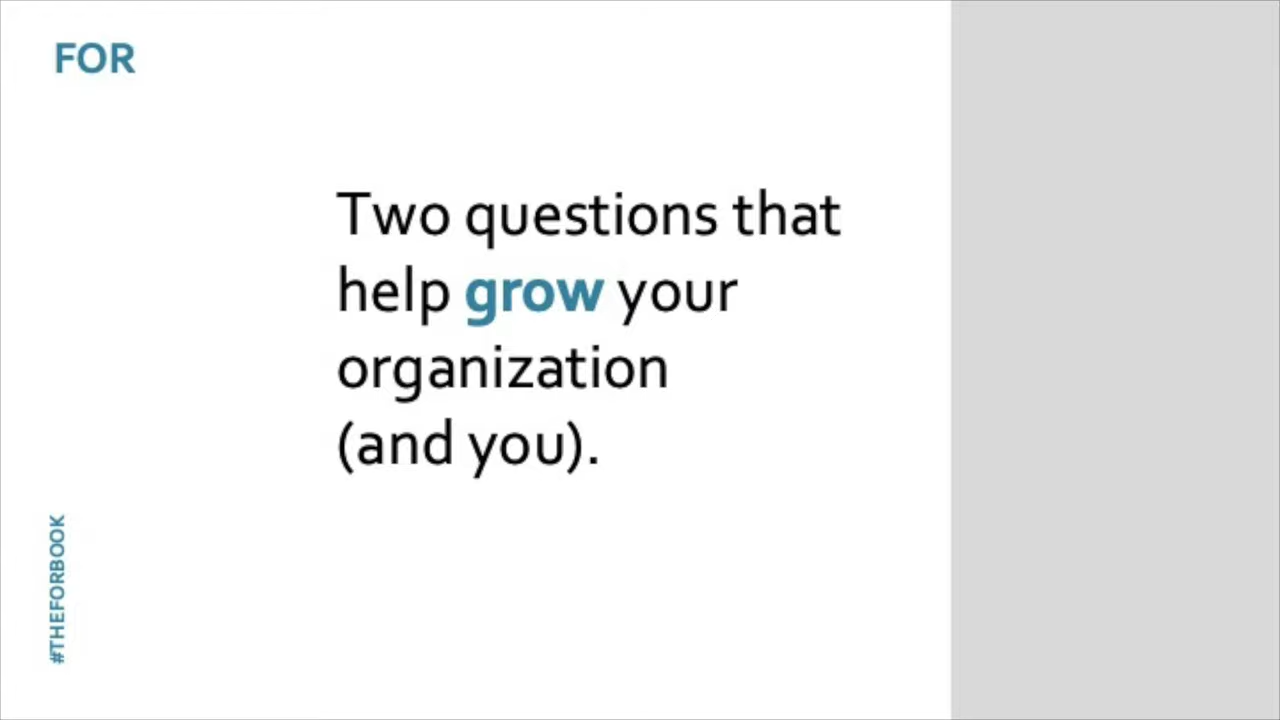 FOR
Two questions that
help grow your
organization
(and you).
#THEFORBOOK